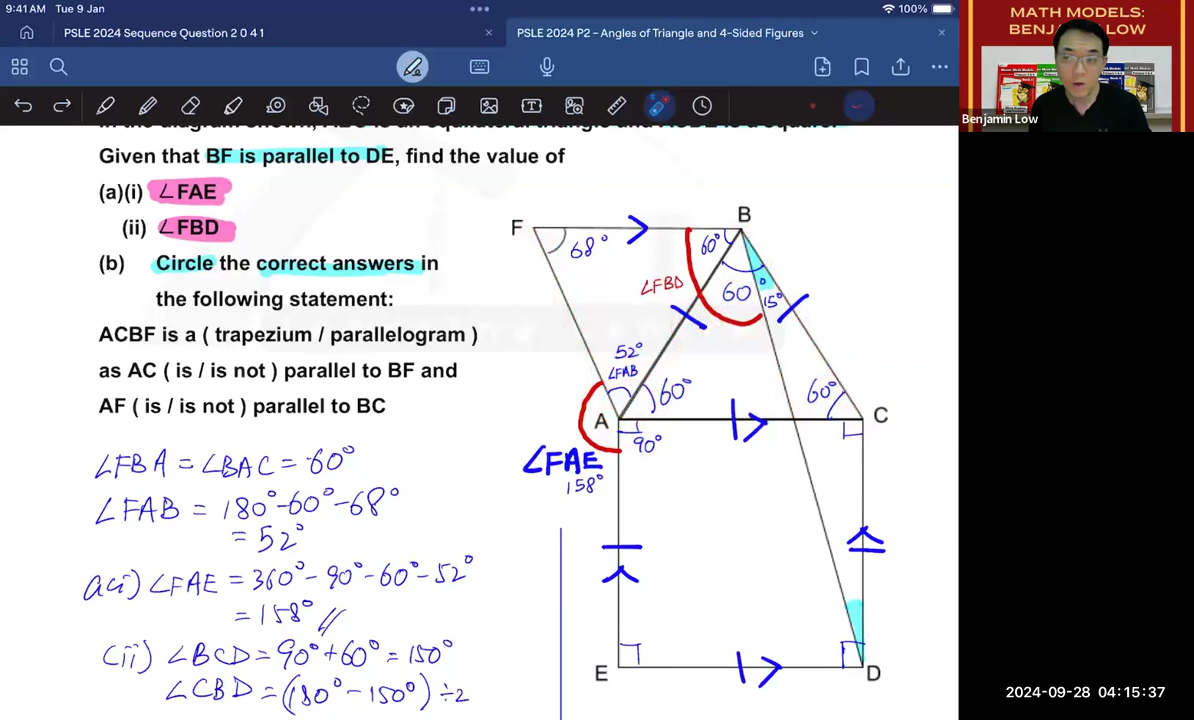 9:41 AM Tue 9 Jan
100%
PSLE 2024 Sequence Question 2 0 4 1
PSLE 2024 P2 – Angles of Triangle and 4-Sided Figures
MATH MODELS:
BENJAMIN LOW
Benjamin Low
Given that BF is parallel to DE, find the value of
(a)(i) ∠FAE
(ii) ∠FBD
(b) Circle the correct answers in
the following statement:
ACBF is a ( trapezium / parallelogram )
as AC ( is / is not ) parallel to BF and
AF ( is / is not ) parallel to BC
∠FBA = ∠BAC = 60°
∠FAB = 180° - 60° - 68°
= 52°
a(i) ∠FAE = 360° - 90° - 60° - 52°
= 158° //
(ii) ∠BCD = 90° + 60° = 150°
∠CBD = (180° - 150°) ÷ 2
F
B
68°
60°
∠FBD
60°
15°
52°
∠FAB
60°
60°
A
C
90°
∠FAE
158°
E
D
2024-09-28 04:15:37